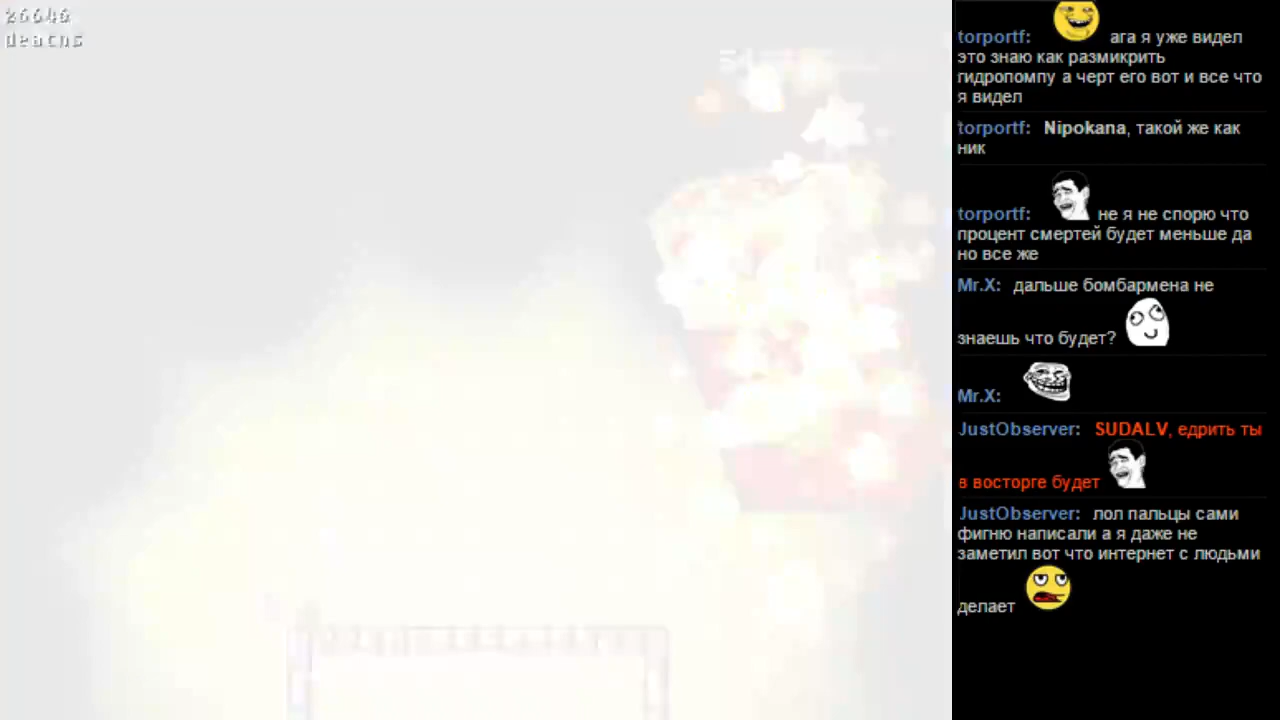 26646
deaths
torportf: ага я уже видел
это знаю как размикрить
гидропомпу а черт его вот и все что
я видел
torportf: Nipokana, такой же как
ник
torportf: не я не спорю что
процент смертей будет меньше да
но все же
Mr.X: дальше бомбармена не
знаешь что будет?
Mr.X:
JustObserver: SUDALV, едрить ты
в восторге будет
JustObserver: лол пальцы сами
фигню написали а я даже не
заметил вот что интернет с людьми
делает